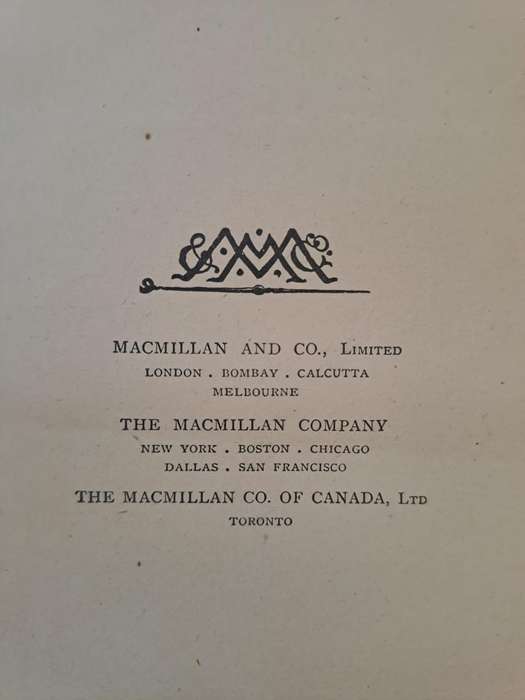 MACMILLAN AND CO., LIMITED
LONDON . BOMBAY . CALCUTTA
MELBOURNE
THE MACMILLAN COMPANY
NEW YORK . BOSTON . CHICAGO
DALLAS . SAN FRANCISCO
THE MACMILLAN CO. OF CANADA, LTD
TORONTO